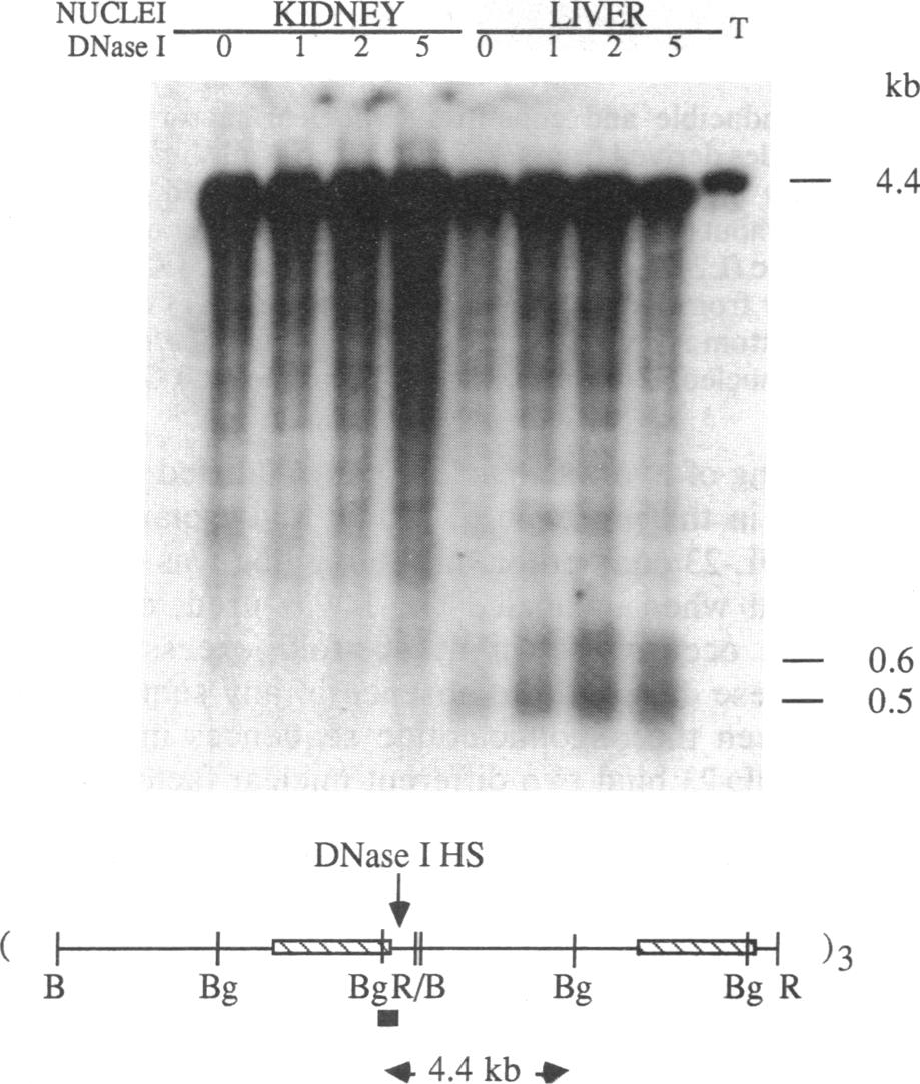 NUCLEI KIDNEY LIVER T
DNase I 0 1 2 5 0 1 2 5
kb
4.4
0.6
0.5
DNase I HS
( )3
B Bg Bg R/B Bg Bg R
4.4 kb